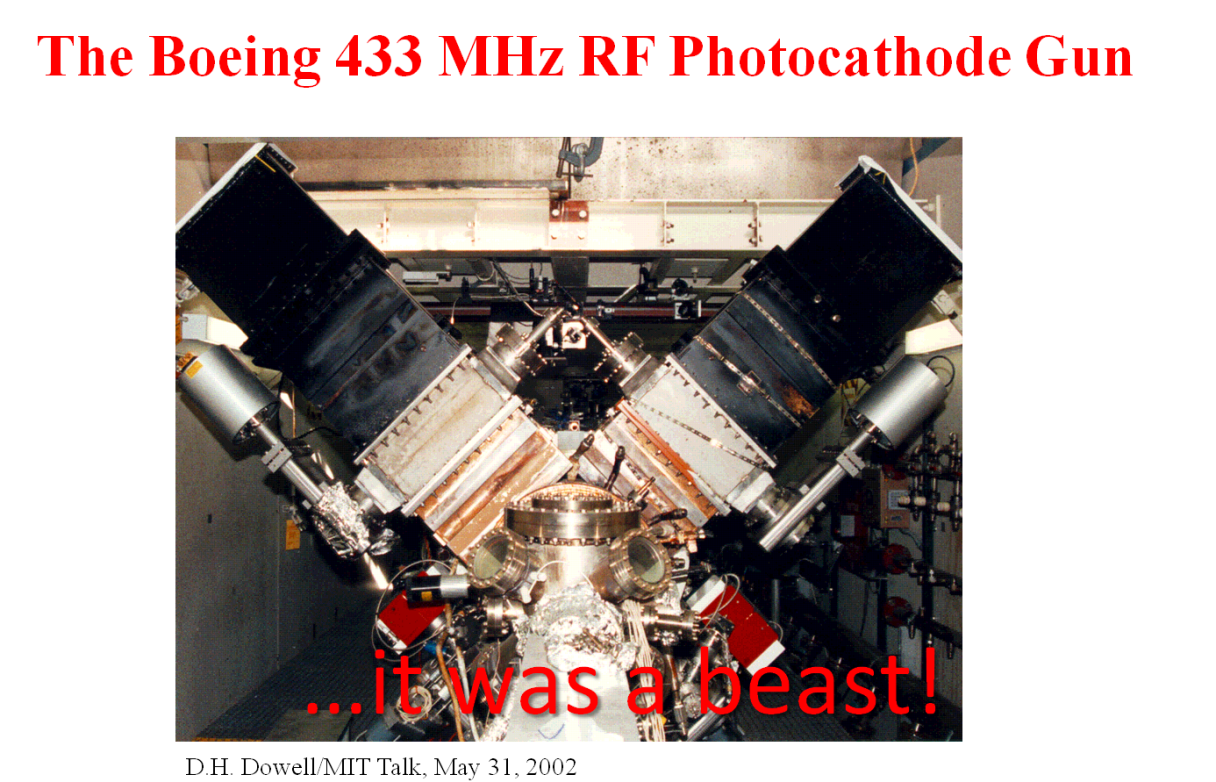 The Boeing 433 MHz RF Photocathode Gun
...it was a beast!
D.H. Dowell/MIT Talk, May 31, 2002